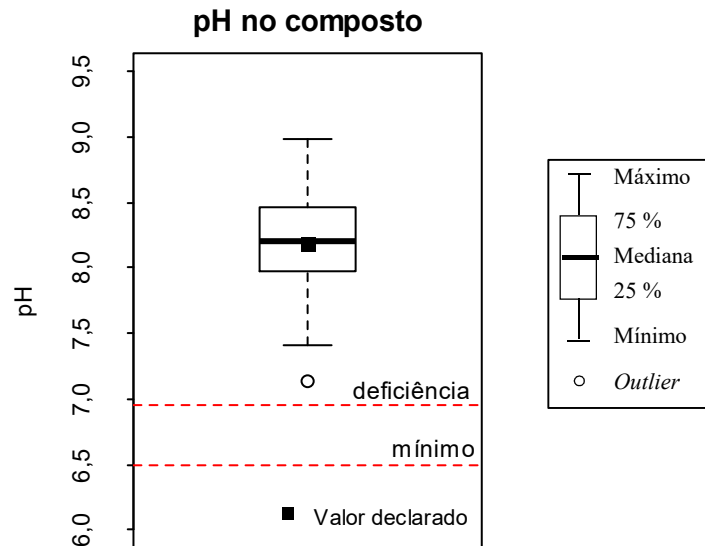 pH no composto
9,5
9,0
8,5
8,0
7,5
7,0
6,5
6,0
pH
deficiência
mínimo
Valor declarado
Máximo
75 %
Mediana
25 %
Mínimo
Outlier